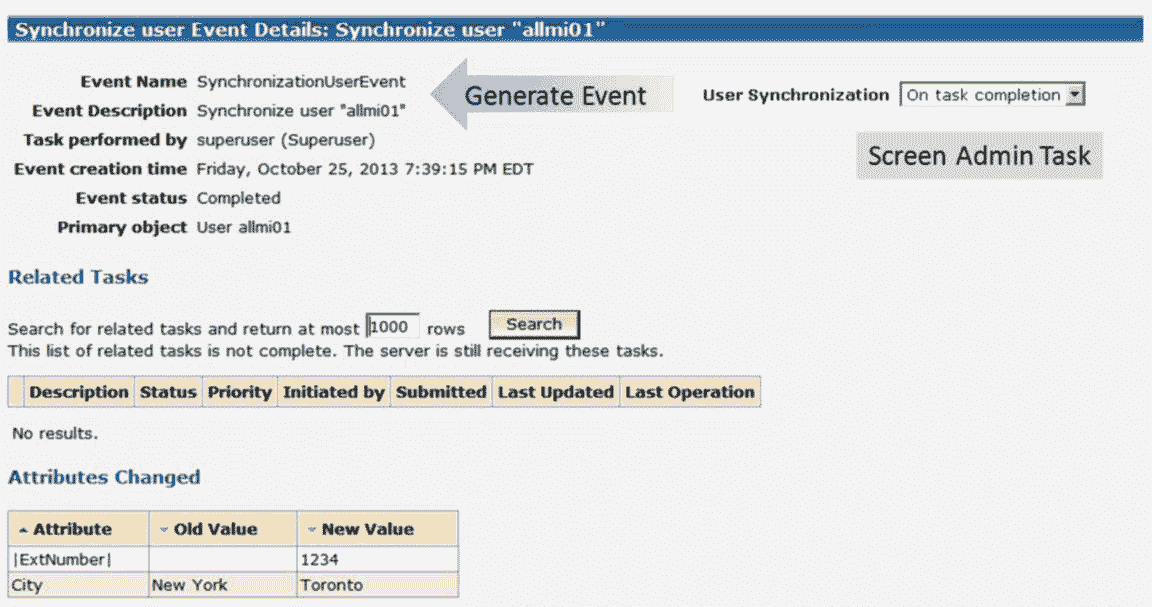 Synchronize user Event Details: Synchronize user "allmi01"
Event Name SynchronizationUserEvent
Generate Event
User Synchronization On task completion
Event Description Synchronize user "allmi01"
Task performed by superuser (Superuser)
Screen Admin Task
Event creation time Friday, October 25, 2013 7:39:15 PM EDT
Event status Completed
Primary object User allmi01
Related Tasks
Search for related tasks and return at most 1000 rows Search
This list of related tasks is not complete. The server is still receiving these tasks.
Description Status Priority Initiated by Submitted Last Updated Last Operation
No results.
Attributes Changed
Attribute Old Value New Value
|ExtNumber| 1234
City New York Toronto